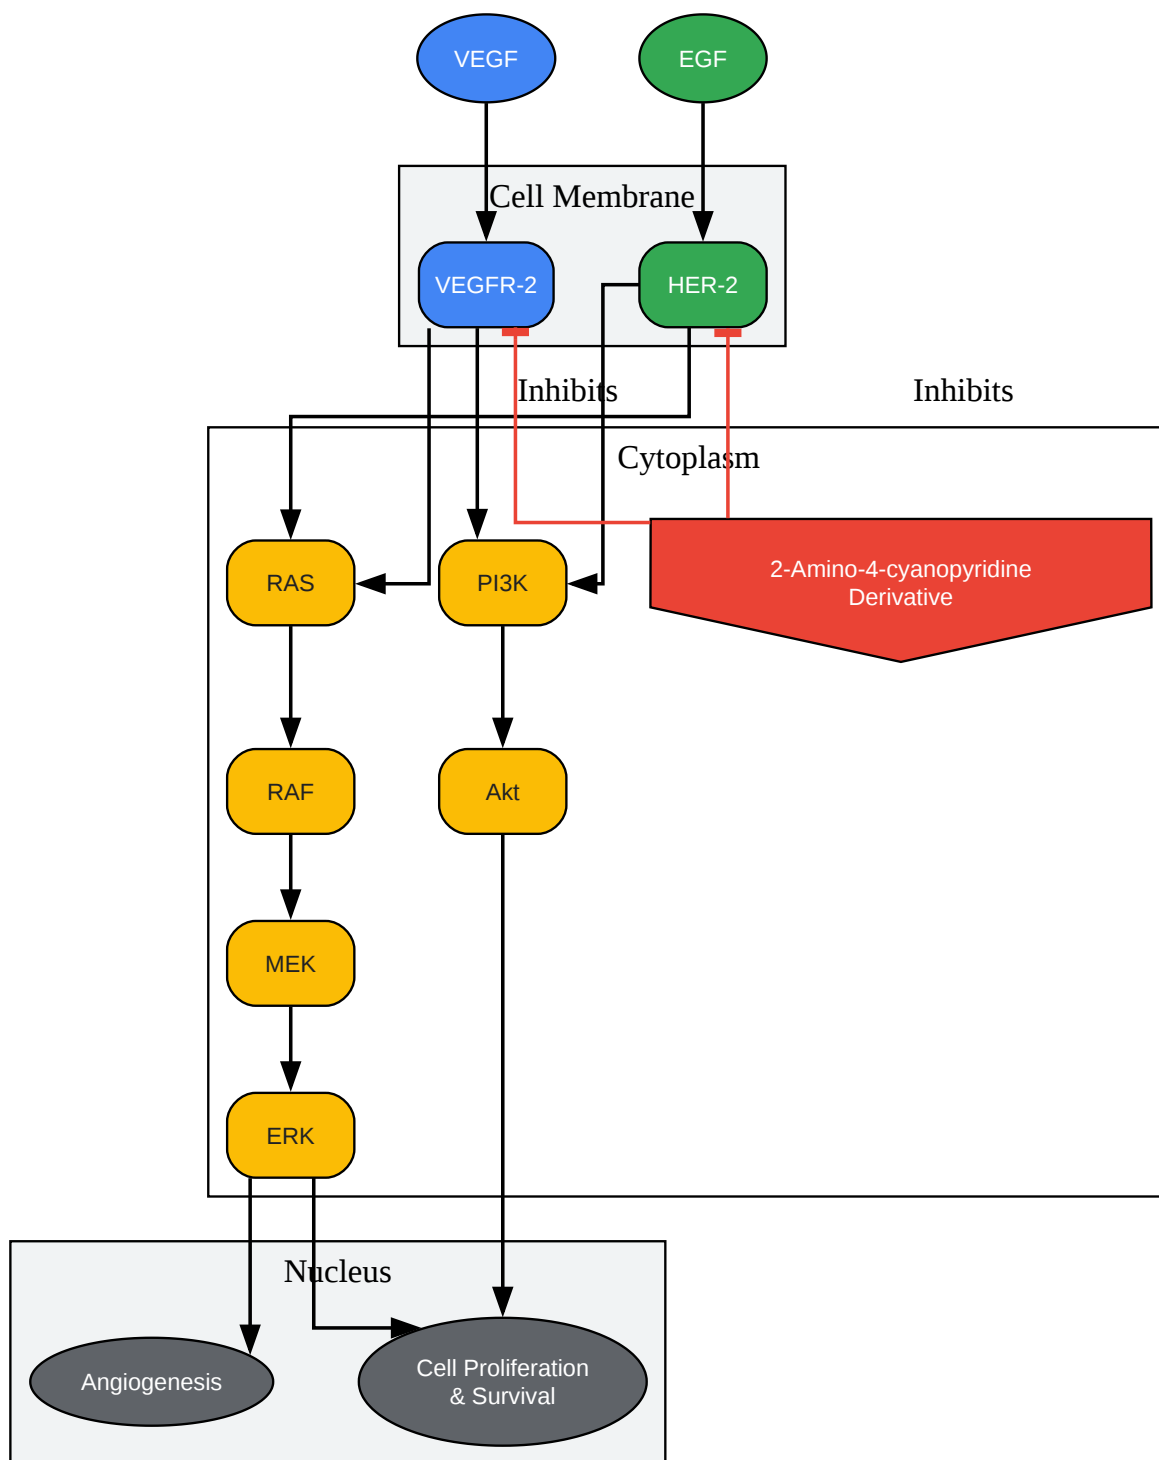 VEGF
EGF
Cell Membrane
VEGFR-2
HER-2
Inhibits
Inhibits
Cytoplasm
RAS
PI3K
2-Amino-4-cyanopyridine
Derivative
RAF
Akt
MEK
ERK
Nucleus
Angiogenesis
Cell Proliferation
& Survival